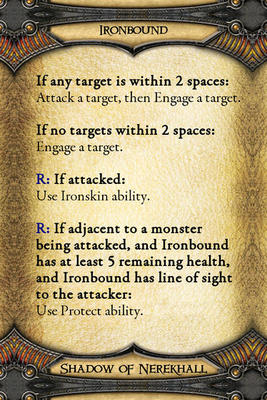 Ironbound
If any target is within 2 spaces:
Attack a target, then Engage a target.
If no targets within 2 spaces:
Engage a target.
R: If attacked:
Use Ironskin ability.
R: If adjacent to a monster
being attacked, and Ironbound
has at least 5 remaining health,
and Ironbound has line of sight
to the attacker:
Use Protect ability.
Shadow of Nerekhall